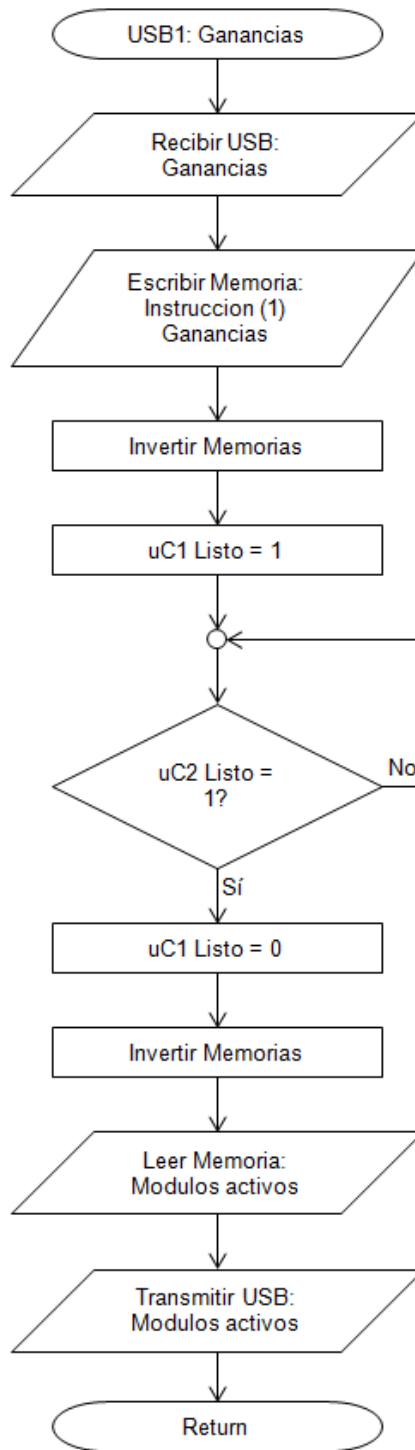 USB1: Ganancias
Recibir USB:
Ganancias
Escribir Memoria:
Instruccion (1)
Ganancias
Invertir Memorias
uC1 Listo = 1
uC2 Listo =
1?
No
Sí
uC1 Listo = 0
Invertir Memorias
Leer Memoria:
Modulos activos
Transmitir USB:
Modulos activos
Return